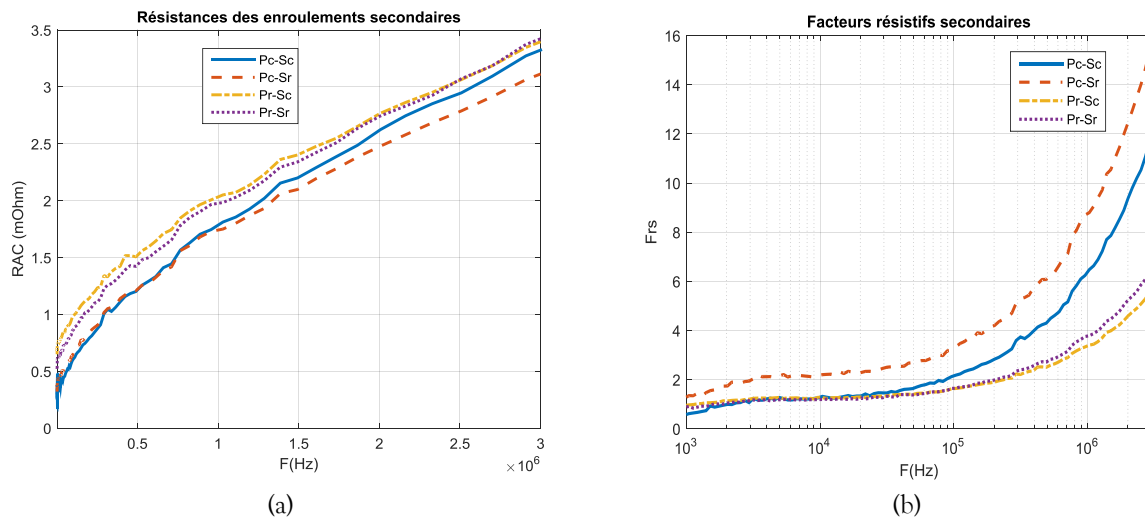 Résistances des enroulements secondaires
3.5
3
2.5
2
1.5
1
0.5
0
RAC (mOhm)
Pc-Sc
Pc-Sr
Pr-Sc
Pr-Sr
0.5
1
1.5
2
2.5
3
× 10^6
F(Hz)
(a)
Facteurs résistifs secondaires
16
14
12
10
8
6
4
2
0
Frs
Pc-Sc
Pc-Sr
Pr-Sc
Pr-Sr
10^3
10^4
10^5
10^6
F(Hz)
(b)